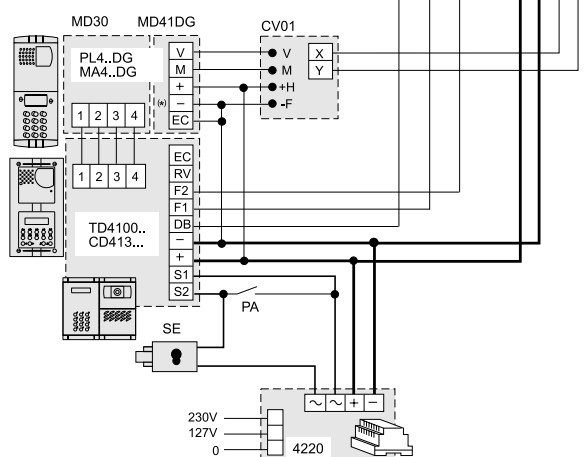 MD30 MD41DG CV01
PL4..DG
MA4..DG
V
M
+
–
EC
(*)
V
M
+H
-F
X
Y
1 2 3 4
1 2 3 4
TD4100..
CD413...
EC
RV
F2
F1
DB
–
+
S1
S2
PA
SE
~ ~ + –
230V
127V
0
4220